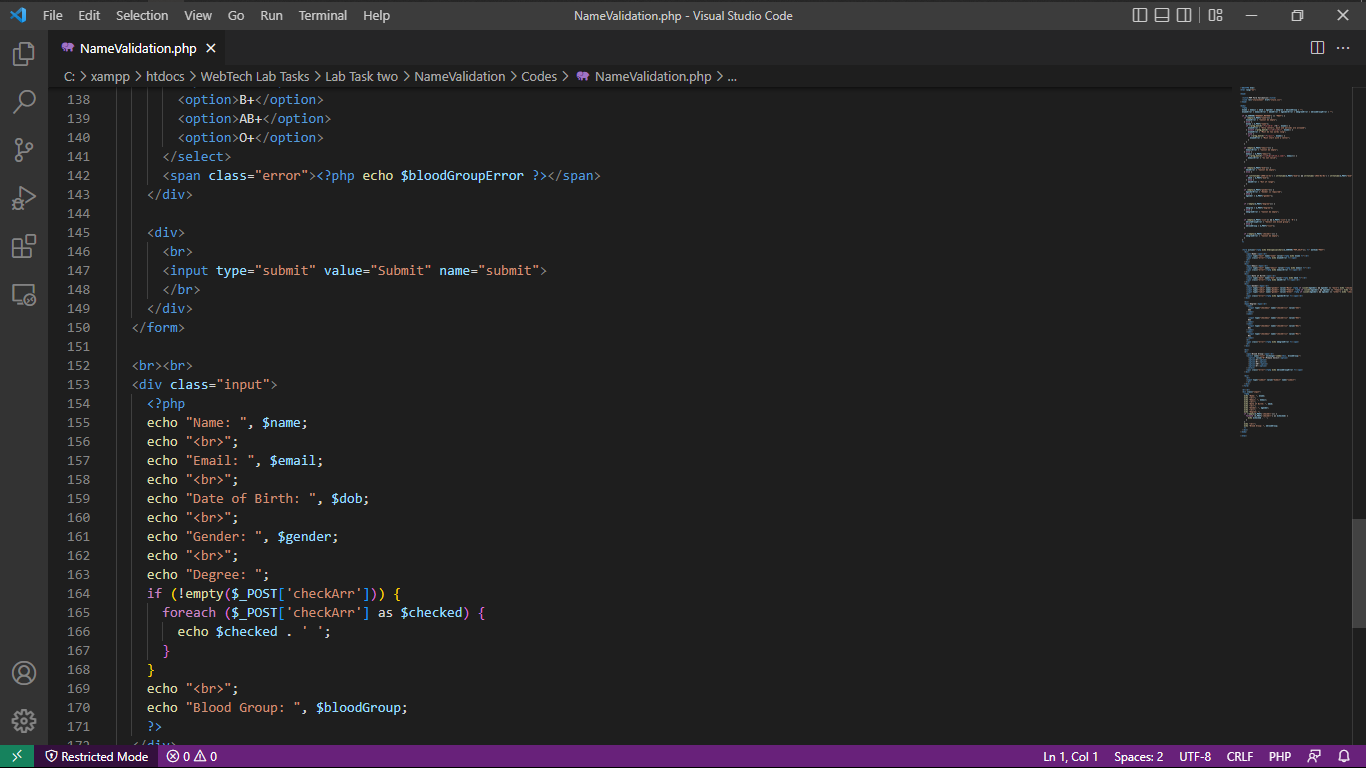 File Edit Selection View Go Run Terminal Help NameValidation.php - Visual Studio Code
NameValidation.php
C: > xampp > htdocs > WebTech Lab Tasks > Lab Task two > NameValidation > Codes > NameValidation.php > ...
138 <option>B+</option>
139 <option>AB+</option>
140 <option>O+</option>
141 </select>
142 <span class="error"><?php echo $bloodGroupError ?></span>
143 </div>
144
145 <div>
146 <br>
147 <input type="submit" value="Submit" name="submit">
148 </br>
149 </div>
150 </form>
151
152 <br><br>
153 <div class="input">
154 <?php
155 echo "Name: ", $name;
156 echo "<br>";
157 echo "Email: ", $email;
158 echo "<br>";
159 echo "Date of Birth: ", $dob;
160 echo "<br>";
161 echo "Gender: ", $gender;
162 echo "<br>";
163 echo "Degree: ";
164 if (!empty($_POST['checkArr'])) {
165 foreach ($_POST['checkArr'] as $checked) {
166 echo $checked . ' ';
167 }
168 }
169 echo "<br>";
170 echo "Blood Group: ", $bloodGroup;
171 ?>
172 </div>
Restricted Mode 0 0 Ln 1, Col 1 Spaces: 2 UTF-8 CRLF PHP